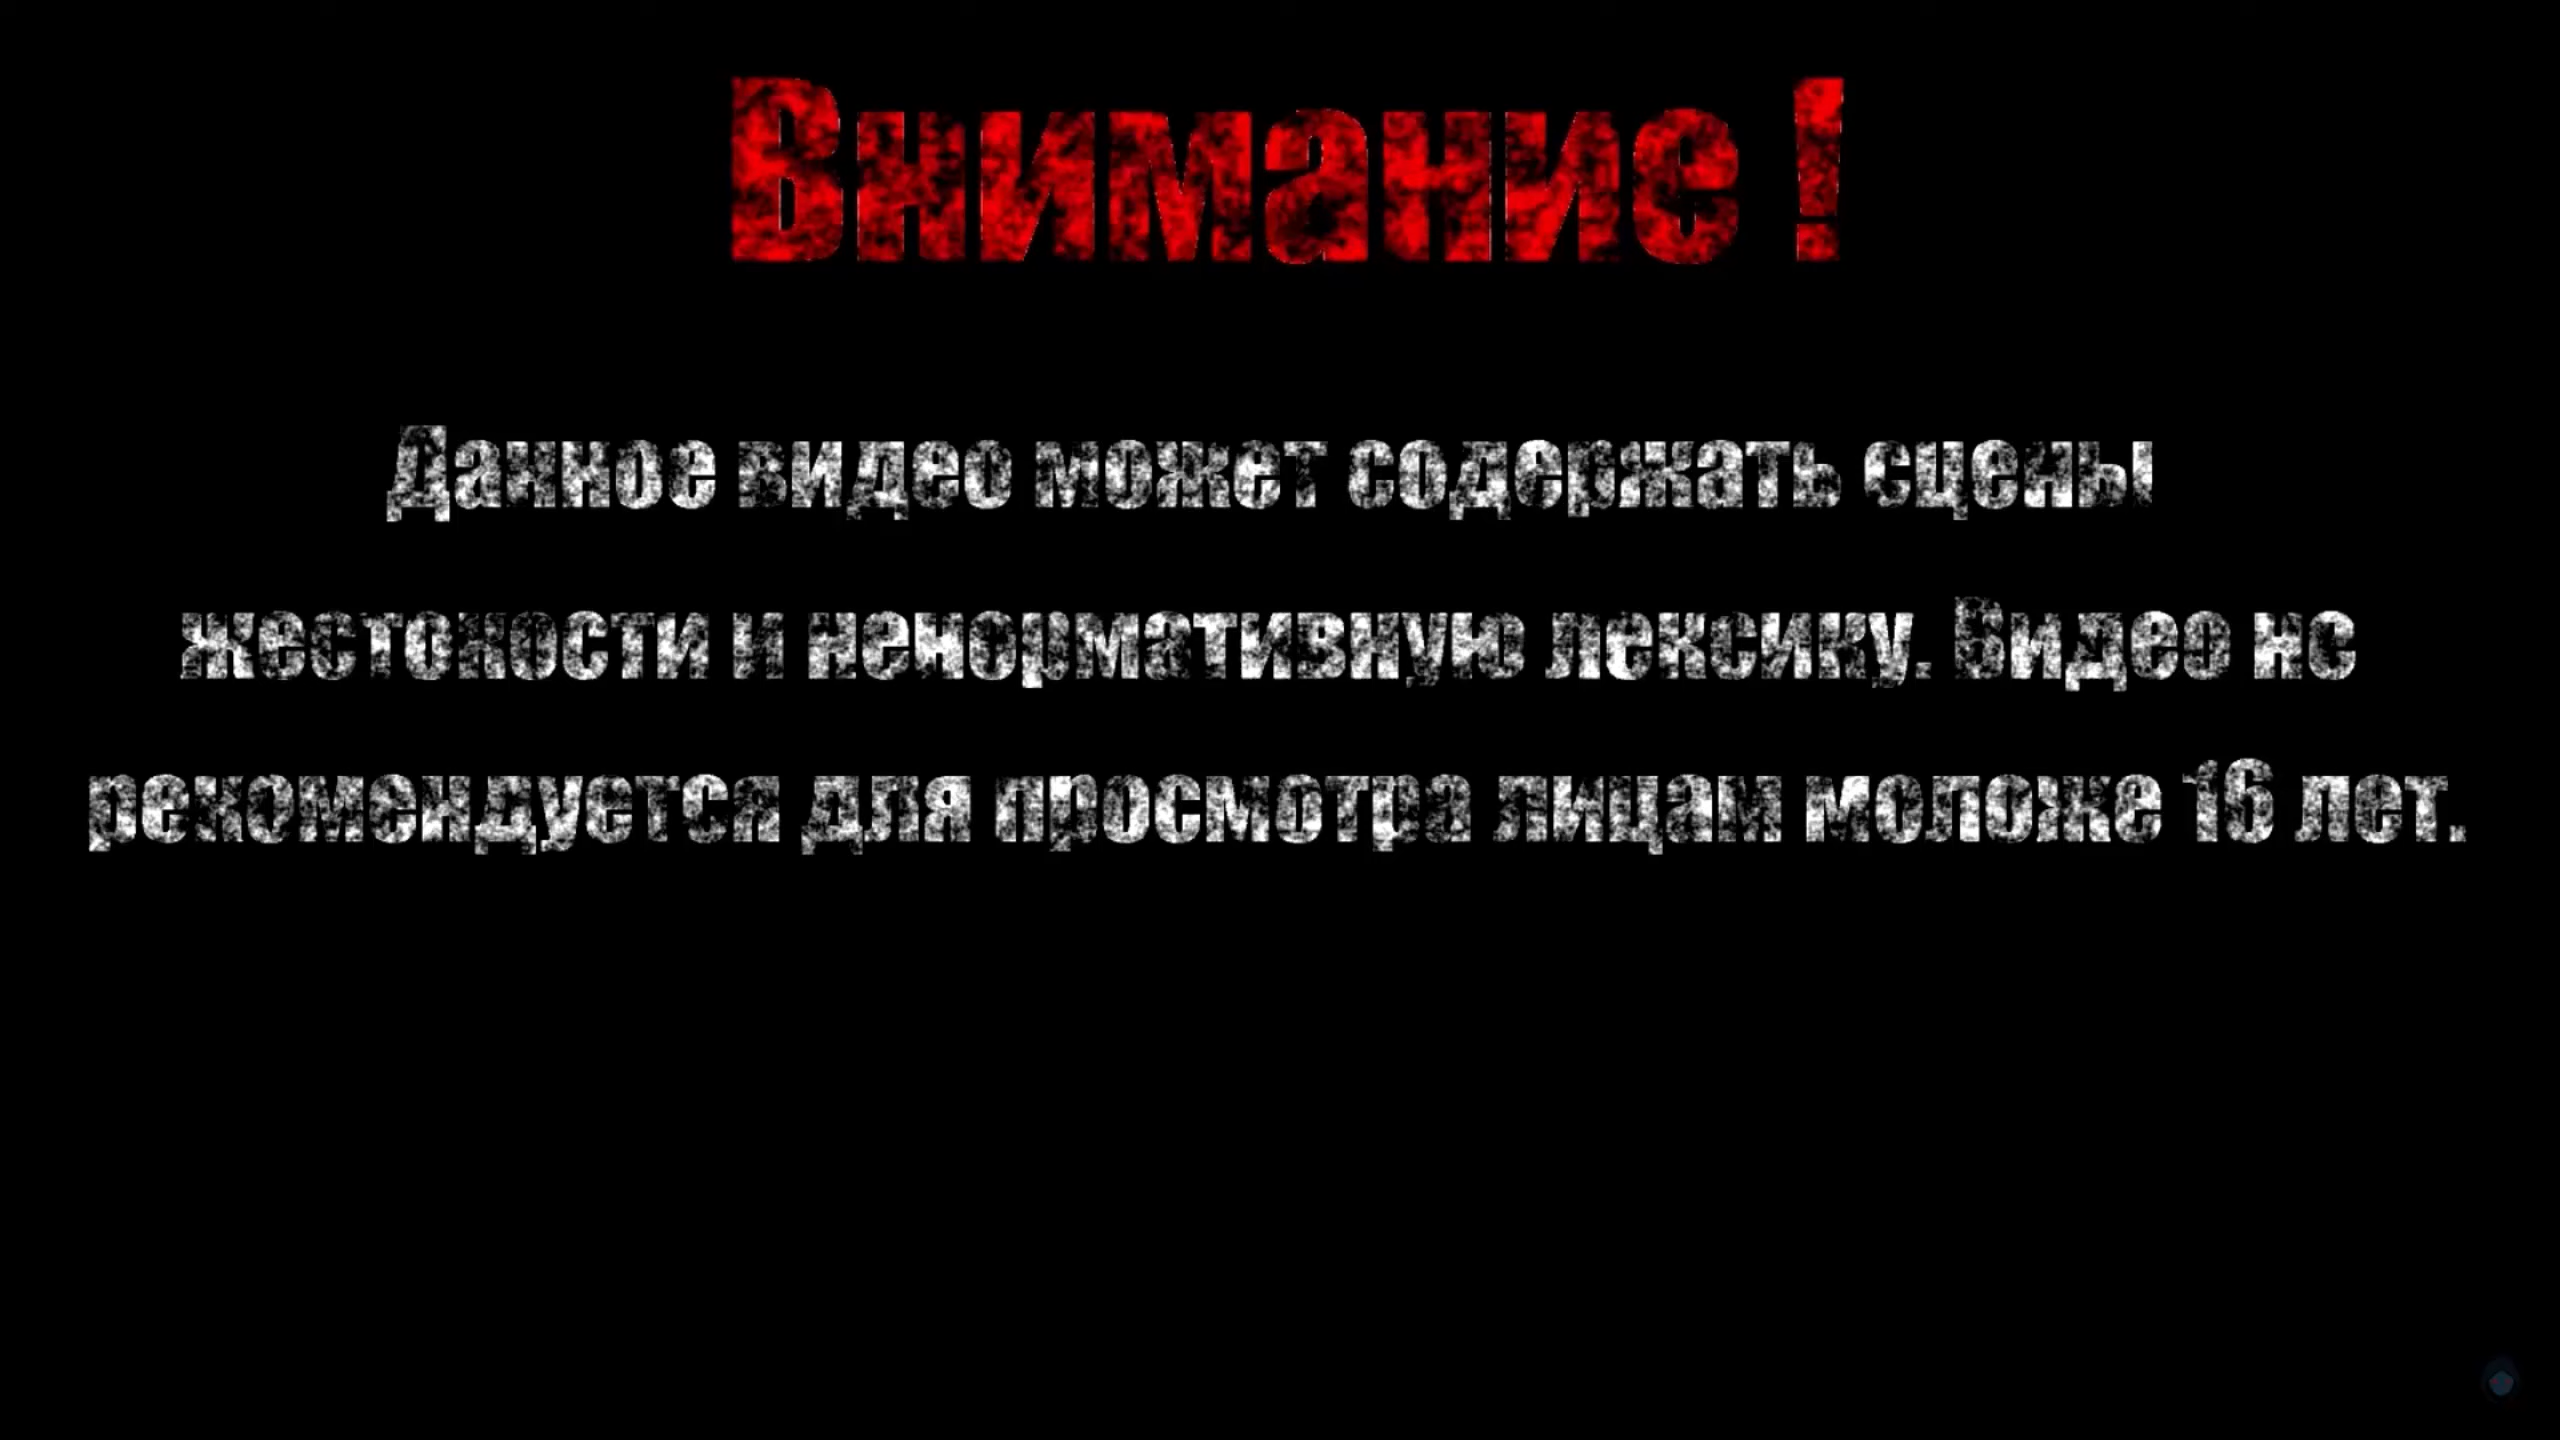 Внимание !
Данное видео может содержать сцены
жестокости и ненормативную лексику. Видео не
рекомендуется для просмотра лицам моложе 16 лет.